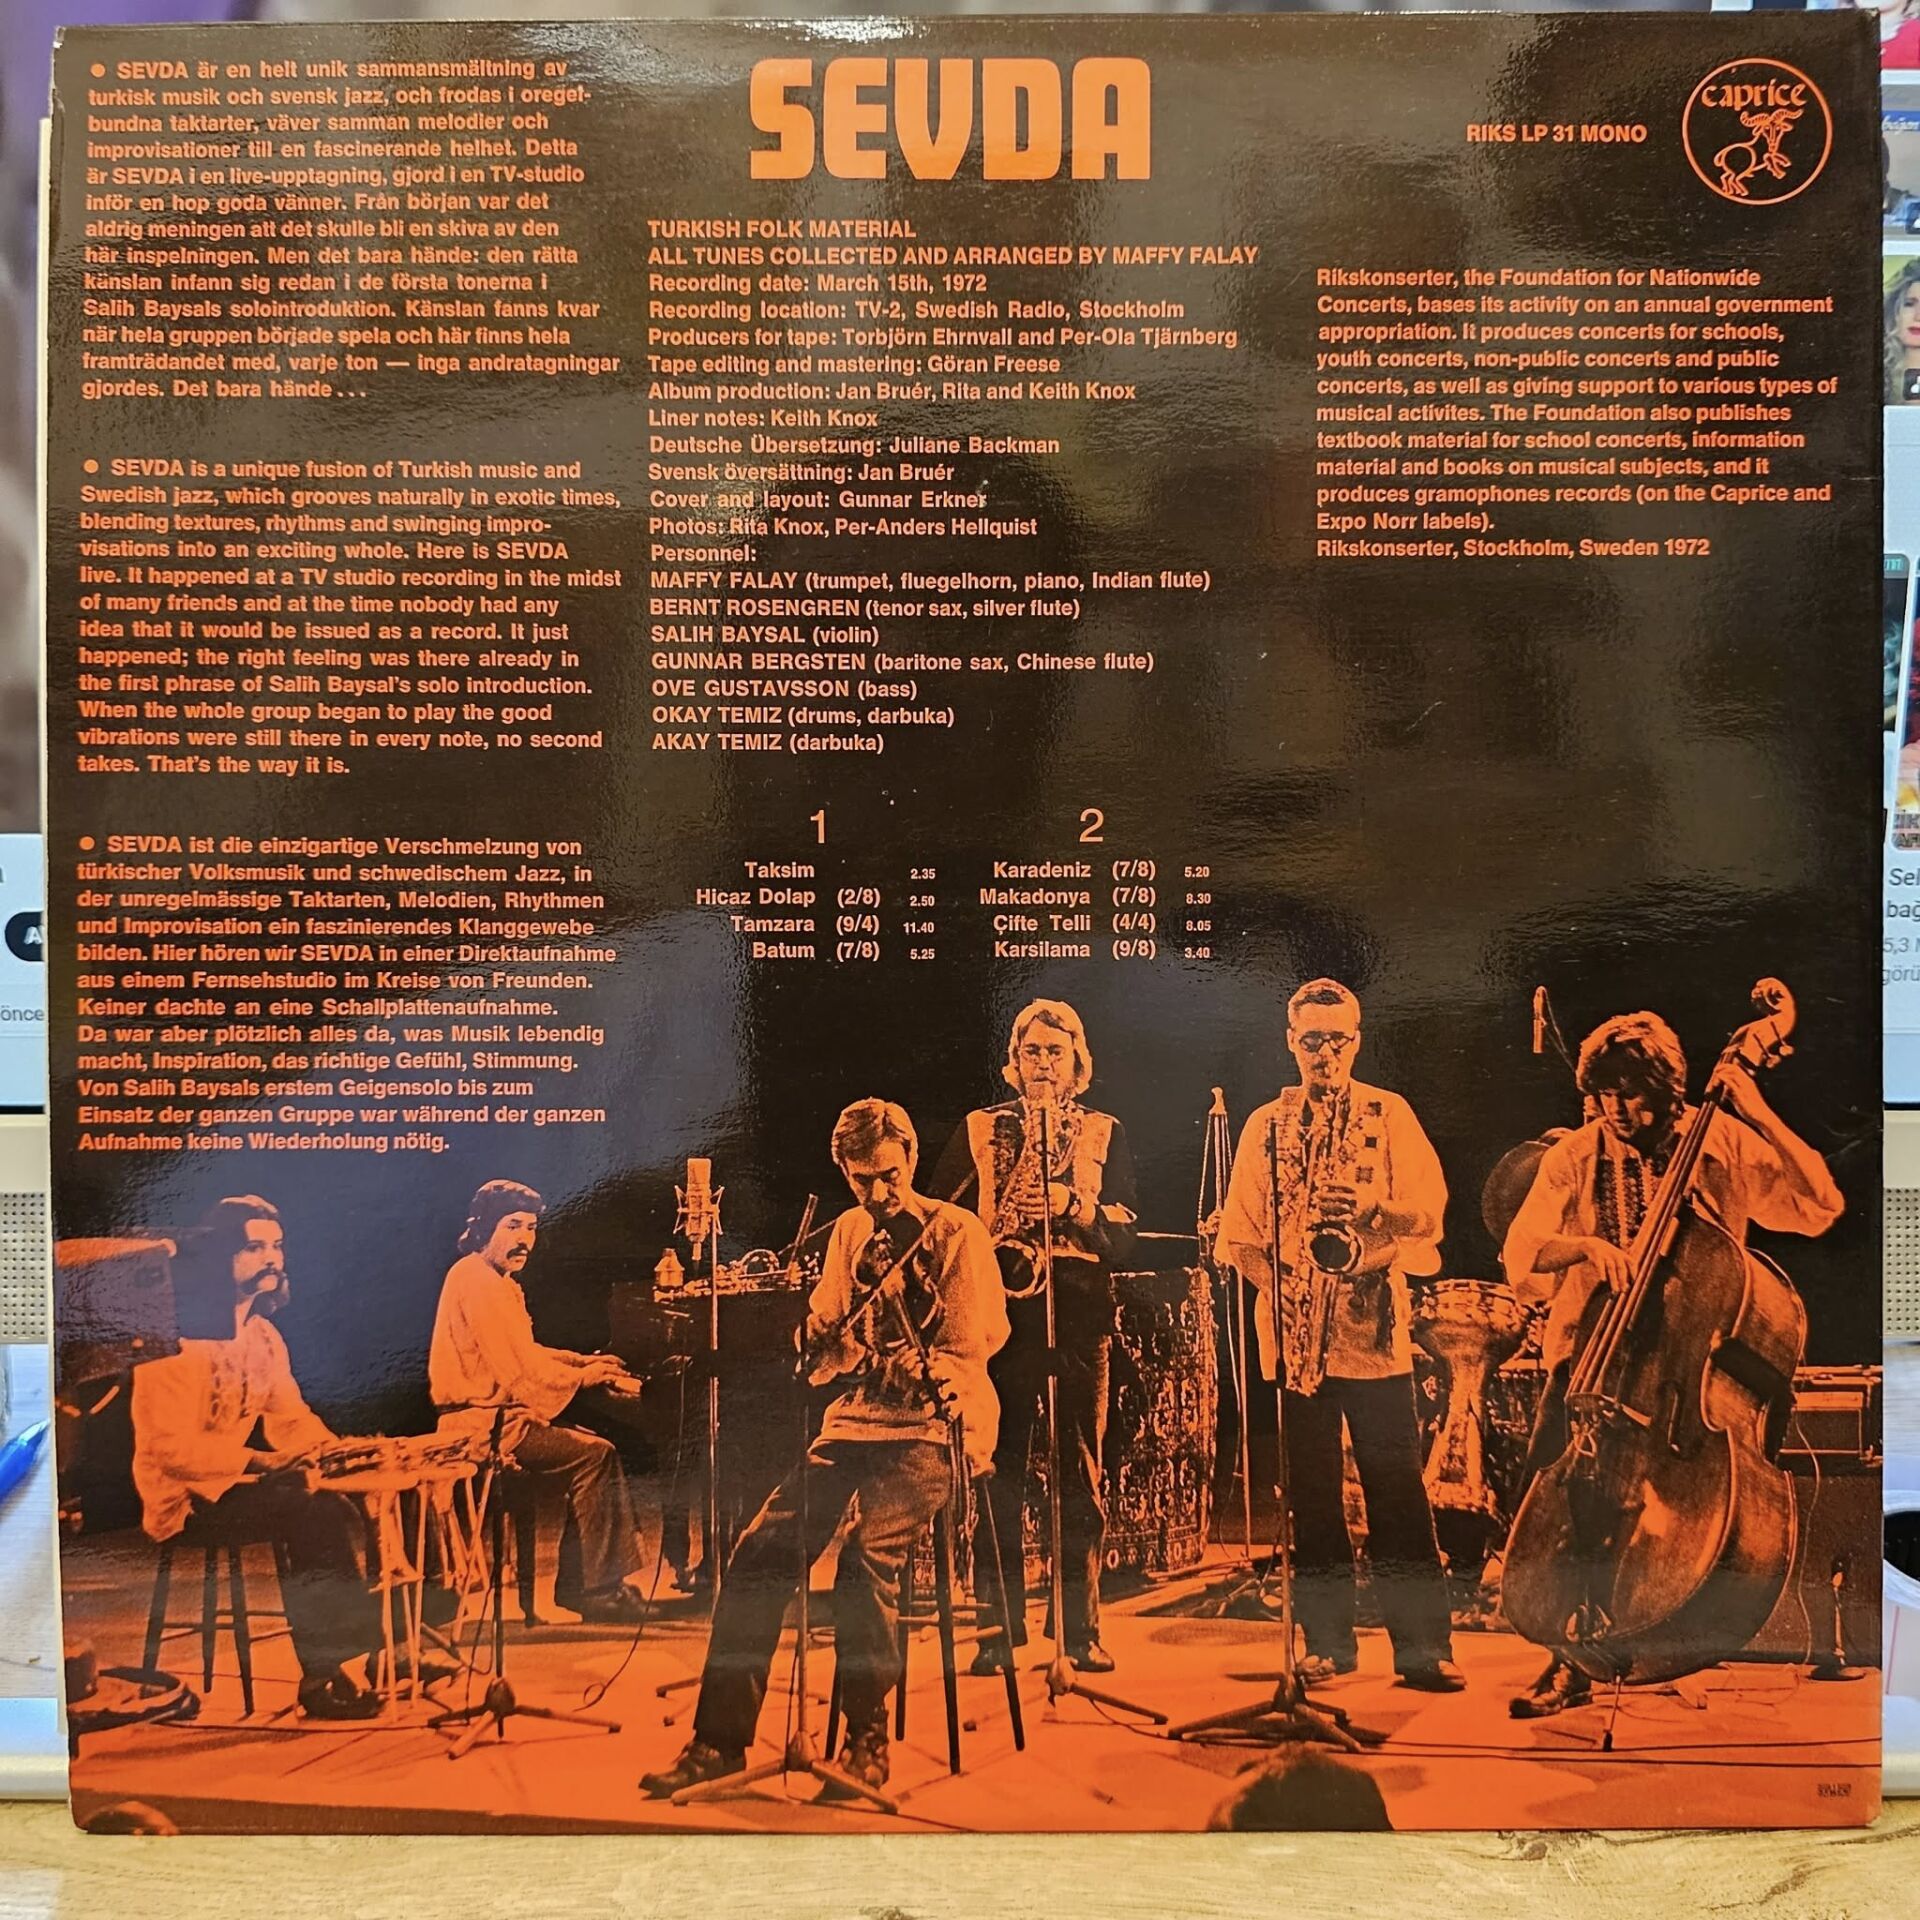 ● SEVDA är en helt unik sammansmältning av
turkisk musik och svensk jazz, och frodas i oregel-
bundna taktarter, väver samman melodier och
improvisationer till en fascinerande helhet. Detta
är SEVDA i en live-upptagning, gjord i en TV-studio
inför en hop goda vänner. Från början var det
aldrig meningen att det skulle bli en skiva av den
här inspelningen. Men det bara hände: den rätta
känslan infann sig redan i de första tonerna i
Salih Baysals solointroduktion. Känslan fanns kvar
när hela gruppen började spela och här finns hela
framträdandet med, varje ton — inga andratagningar
gjordes. Det bara hände...
● SEVDA is a unique fusion of Turkish music and
Swedish jazz, which grooves naturally in exotic times,
blending textures, rhythms and swinging impro-
visations into an exciting whole. Here is SEVDA
live. It happened at a TV studio recording in the midst
of many friends and at the time nobody had any
idea that it would be issued as a record. It just
happened; the right feeling was there already in
the first phrase of Salih Baysal's solo introduction.
When the whole group began to play the good
vibrations were still there in every note, no second
takes. That's the way it is.
● SEVDA ist die einzigartige Verschmelzung von
türkischer Volksmusik und schwedischem Jazz, in
der unregelmässige Taktarten, Melodien, Rhythmen
und Improvisation ein faszinierendes Klanggewebe
bilden. Hier hören wir SEVDA in einer Direktaufnahme
aus einem Fernsehstudio im Kreise von Freunden.
Keiner dachte an eine Schallplattenaufnahme.
Da war aber plötzlich alles da, was Musik lebendig
macht, Inspiration, das richtige Gefühl, Stimmung.
Von Salih Baysals erstem Geigensolo bis zum
Einsatz der ganzen Gruppe war während der ganzen
Aufnahme keine Wiederholung nötig.
SEVDA
TURKISH FOLK MATERIAL
ALL TUNES COLLECTED AND ARRANGED BY MAFFY FALAY
Recording date: March 15th, 1972
Recording location: TV-2, Swedish Radio, Stockholm
Producers for tape: Torbjörn Ehrnvall and Per-Ola Tjärnberg
Tape editing and mastering: Göran Freese
Album production: Jan Bruér, Rita and Keith Knox
Liner notes: Keith Knox
Deutsche Übersetzung: Juliane Backman
Svensk översättning: Jan Bruér
Cover and layout: Gunnar Erkner
Photos: Rita Knox, Per-Anders Hellquist
Personnel:
MAFFY FALAY (trumpet, fluegelhorn, piano, Indian flute)
BERNT ROSENGREN (tenor sax, silver flute)
SALIH BAYSAL (violin)
GUNNAR BERGSTEN (baritone sax, Chinese flute)
OVE GUSTAVSSON (bass)
OKAY TEMIZ (drums, darbuka)
AKAY TEMIZ (darbuka)
1
Taksim 2.35
Hicaz Dolap (2/8) 2.50
Tamzara (9/4) 11.40
Batum (7/8) 5.25
2
Karadeniz (7/8) 5.20
Makadonya (7/8) 8.30
Çifte Telli (4/4) 8.05
Karsilama (9/8) 3.40
RIKS LP 31 MONO
caprice
Rikskonserter, the Foundation for Nationwide
Concerts, bases its activity on an annual government
appropriation. It produces concerts for schools,
youth concerts, non-public concerts and public
concerts, as well as giving support to various types of
musical activites. The Foundation also publishes
textbook material for school concerts, information
material and books on musical subjects, and it
produces gramophones records (on the Caprice and
Expo Norr labels).
Rikskonserter, Stockholm, Sweden 1972
önce
Sel
bağ
5,3
görü